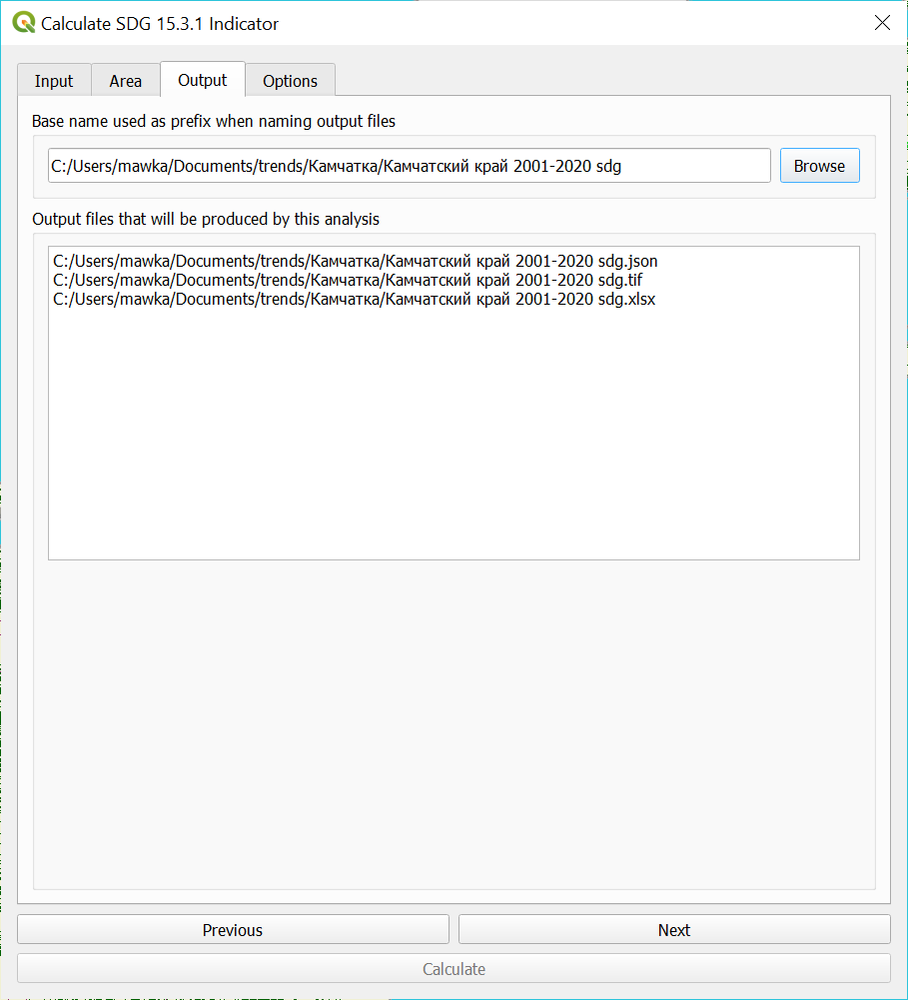 Calculate SDG 15.3.1 Indicator
Input Area Output Options
Base name used as prefix when naming output files
C:/Users/mawka/Documents/trends/Камчатка/Камчатский край 2001-2020 sdg Browse
Output files that will be produced by this analysis
C:/Users/mawka/Documents/trends/Камчатка/Камчатский край 2001-2020 sdg.json
C:/Users/mawka/Documents/trends/Камчатка/Камчатский край 2001-2020 sdg.tif
C:/Users/mawka/Documents/trends/Камчатка/Камчатский край 2001-2020 sdg.xlsx
Previous Next
Calculate